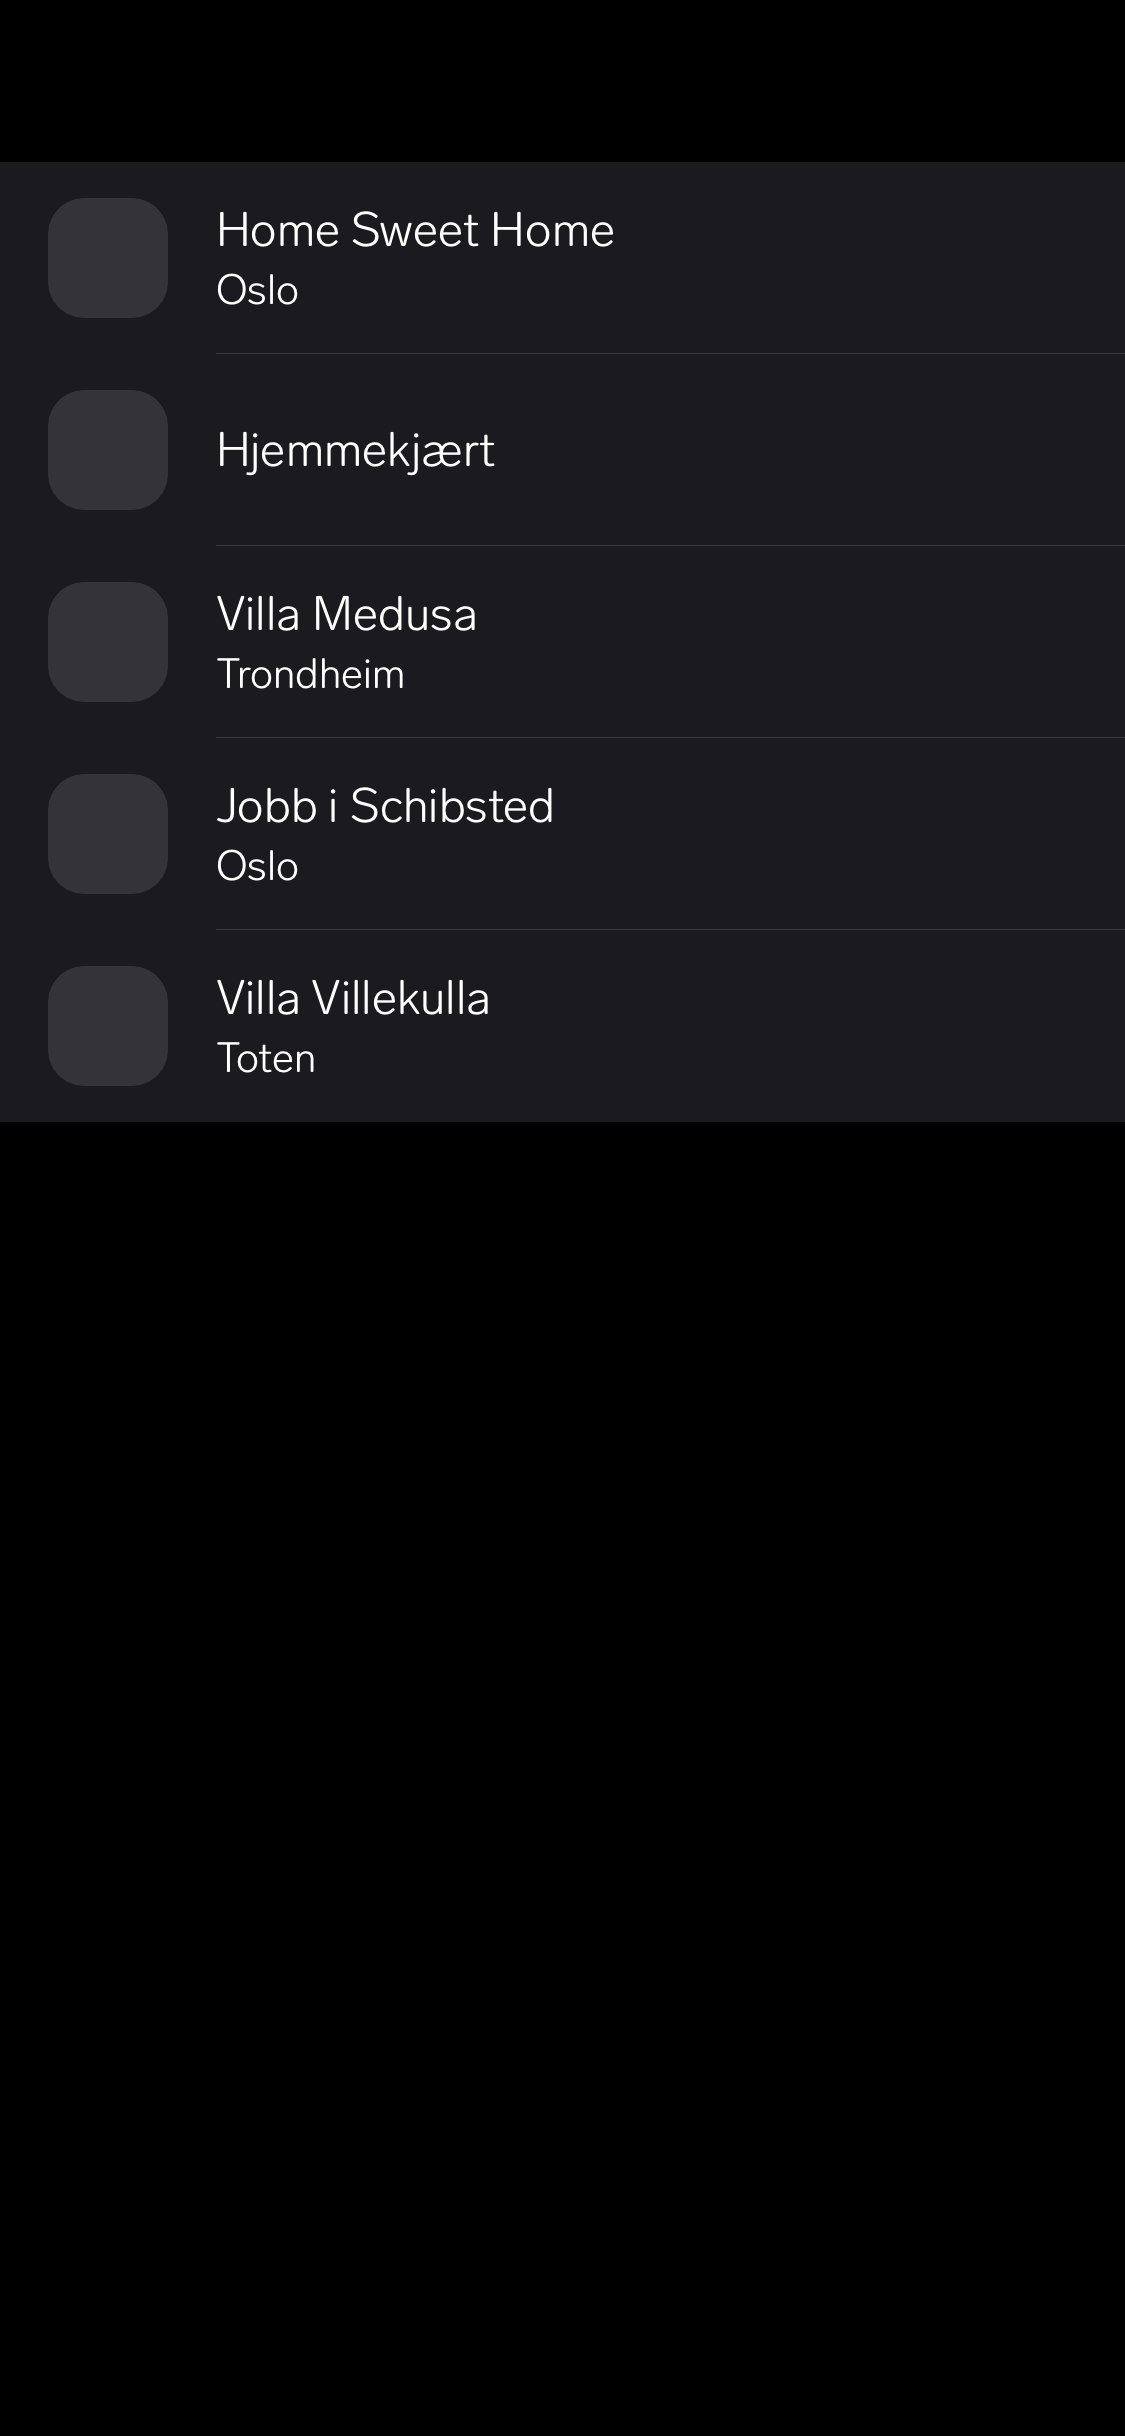 Home Sweet Home
Oslo
Hjemmekjært
Villa Medusa
Trondheim
Jobb i Schibsted
Oslo
Villa Villekulla
Toten